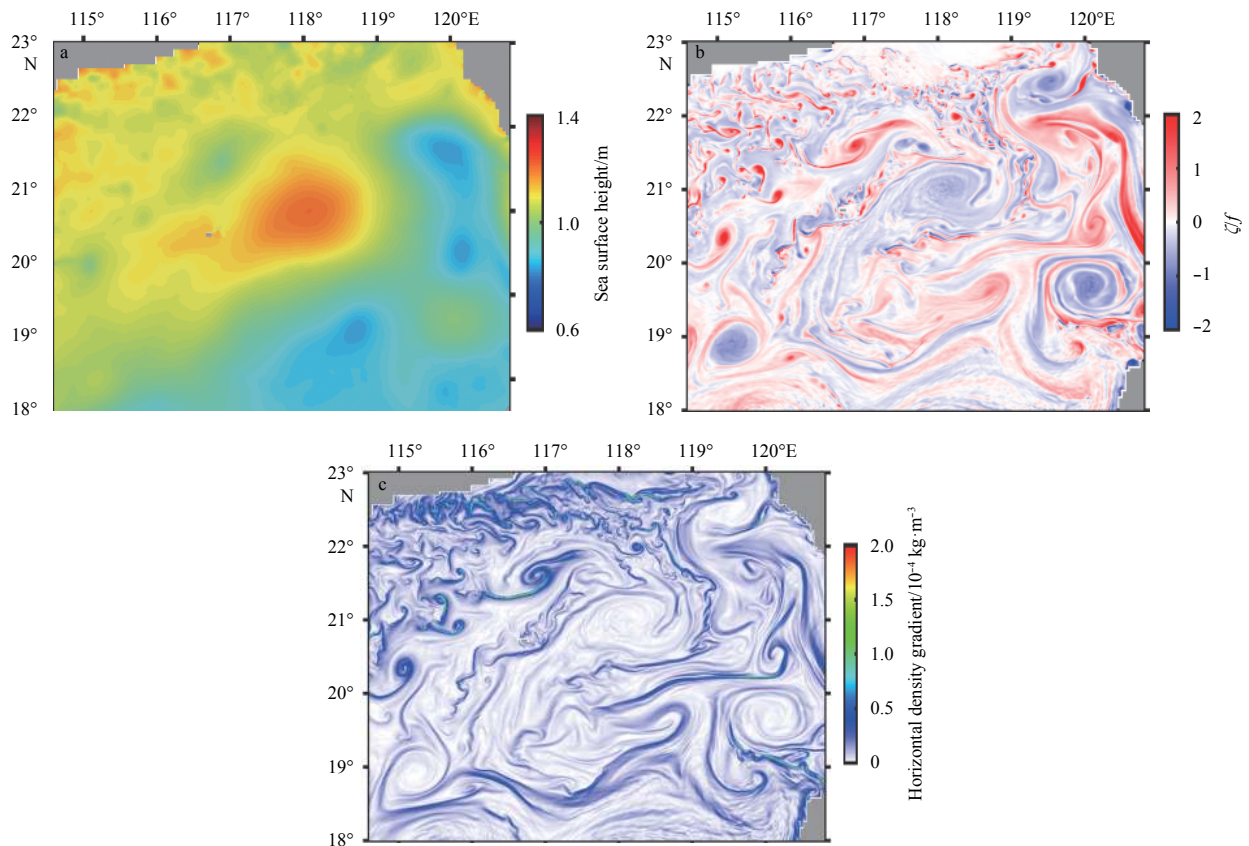 115° 116° 117° 118° 119° 120°E
23°
N
22°
21°
20°
19°
18°
a
1.4
1.0
0.6
Sea surface height/m
115° 116° 117° 118° 119° 120°E
23°
N
22°
21°
20°
19°
18°
b
2
1
0
−1
−2
ζ/f
115° 116° 117° 118° 119° 120°E
23°
N
22°
21°
20°
19°
18°
c
2.0
1.5
1.0
0.5
0
Horizontal density gradient/10⁻⁴ kg·m⁻³